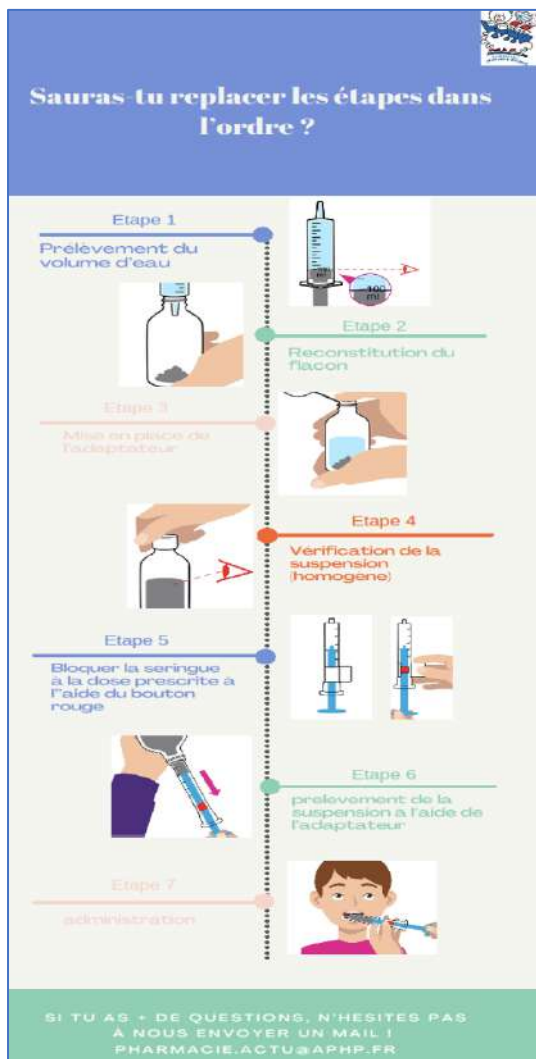 Sauras-tu replacer les étapes dans
l'ordre ?
Etape 1
Prélèvement du
volume d'eau
100
ml
Etape 2
Reconstitution du
flacon
Etape 3
Mise en place de
l'adaptateur
Etape 4
Vérification de la
suspension
(homogène)
Etape 5
Bloquer la seringue
à la dose prescrite à
l'aide du bouton
rouge
Etape 6
prelèvement de la
suspension a l'aide de
l'adaptateur
Etape 7
administration
SI TU AS + DE QUESTIONS, N'HESITES PAS
À NOUS ENVOYER UN MAIL !
PHARMACIE.ACTU@APHP.FR